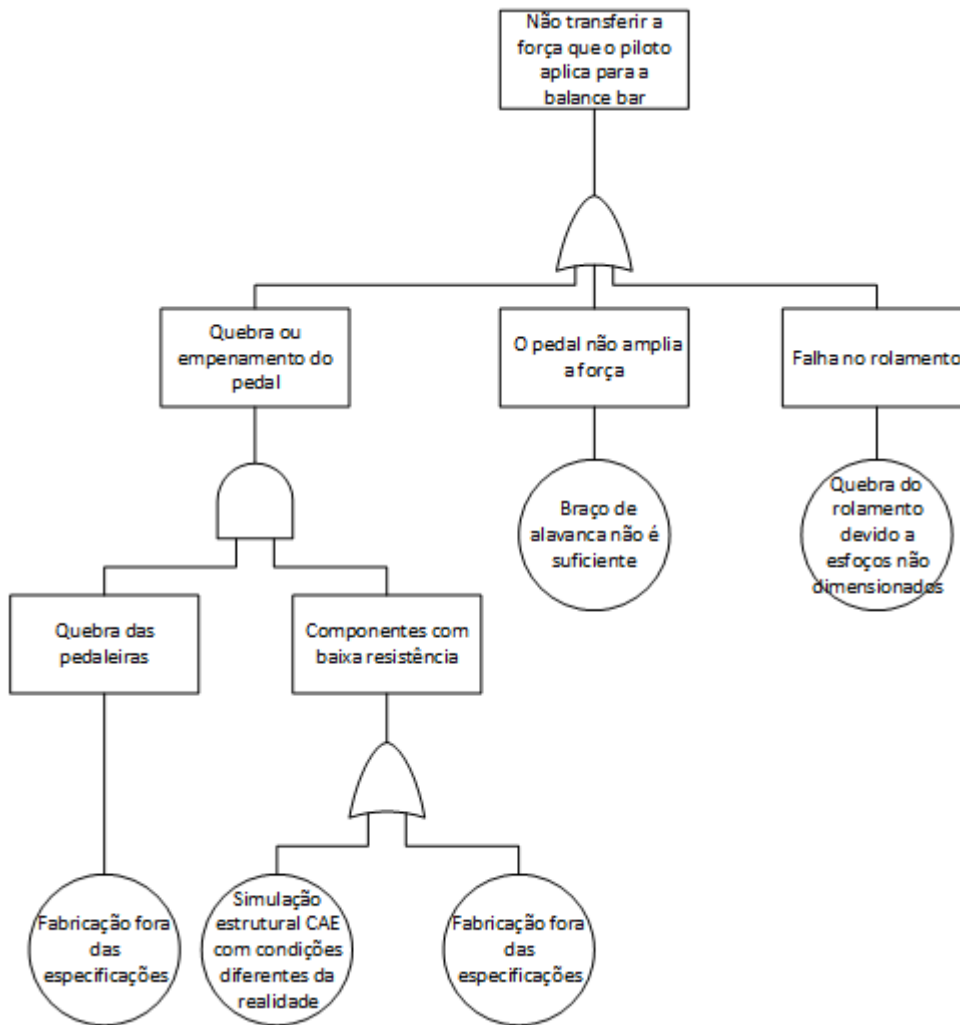 Não transferir a
força que o piloto
aplica para a
balance bar
Quebra ou
empenamento do
pedal
O pedal não amplia
a força
Falha no rolamento
Braço de
alavanca não é
suficiente
Quebra do
rolamento
devido a
esfoços não
dimensionados
Quebra das
pedaleiras
Componentes com
baixa resistência
Fabricação fora
das
especificações
Simulação
estrutural CAE
com condições
diferentes da
realidade
Fabricação fora
das
especificações